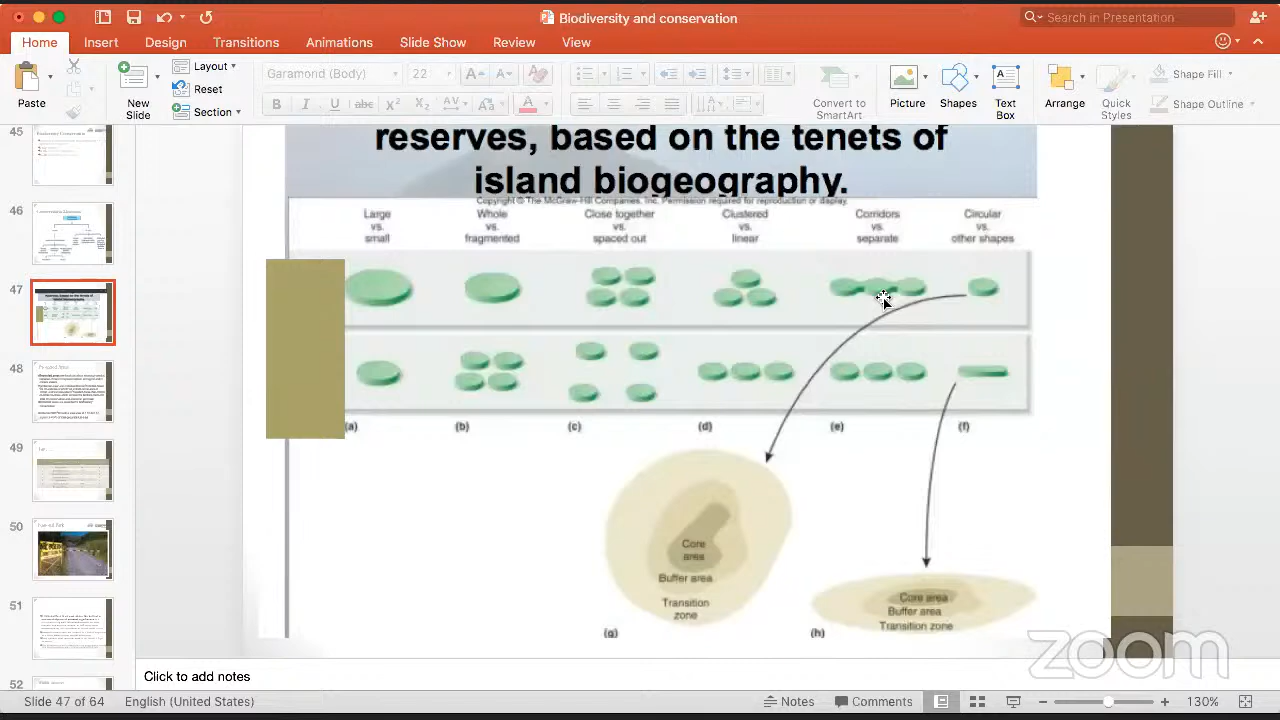 Biodiversity and conservation
Search in Presentation
Home Insert Design Transitions Animations Slide Show Review View
Paste
New
Slide
Layout
Reset
Section
Garamond (Body) 22
Convert to
SmartArt
Picture
Shapes
Text
Box
Arrange
Quick
Styles
Shape Fill
Shape Outline
45
46
47
48
49
50
51
52
reserves, based on the tenets of
island biogeography.
Copyright © The McGraw-Hill Companies, Inc. Permission required for reproduction or display.
Large
vs.
small
Whole
vs.
fragmented
Close together
vs.
spaced out
Clustered
vs.
linear
Corridors
vs.
separate
Circular
vs.
other shapes
(a) (b) (c) (d) (e) (f)
Core
area
Buffer area
Transition
zone
(g)
Core area
Buffer area
Transition zone
(h)
zoom
Click to add notes
Slide 47 of 64 English (United States) Notes Comments 130%